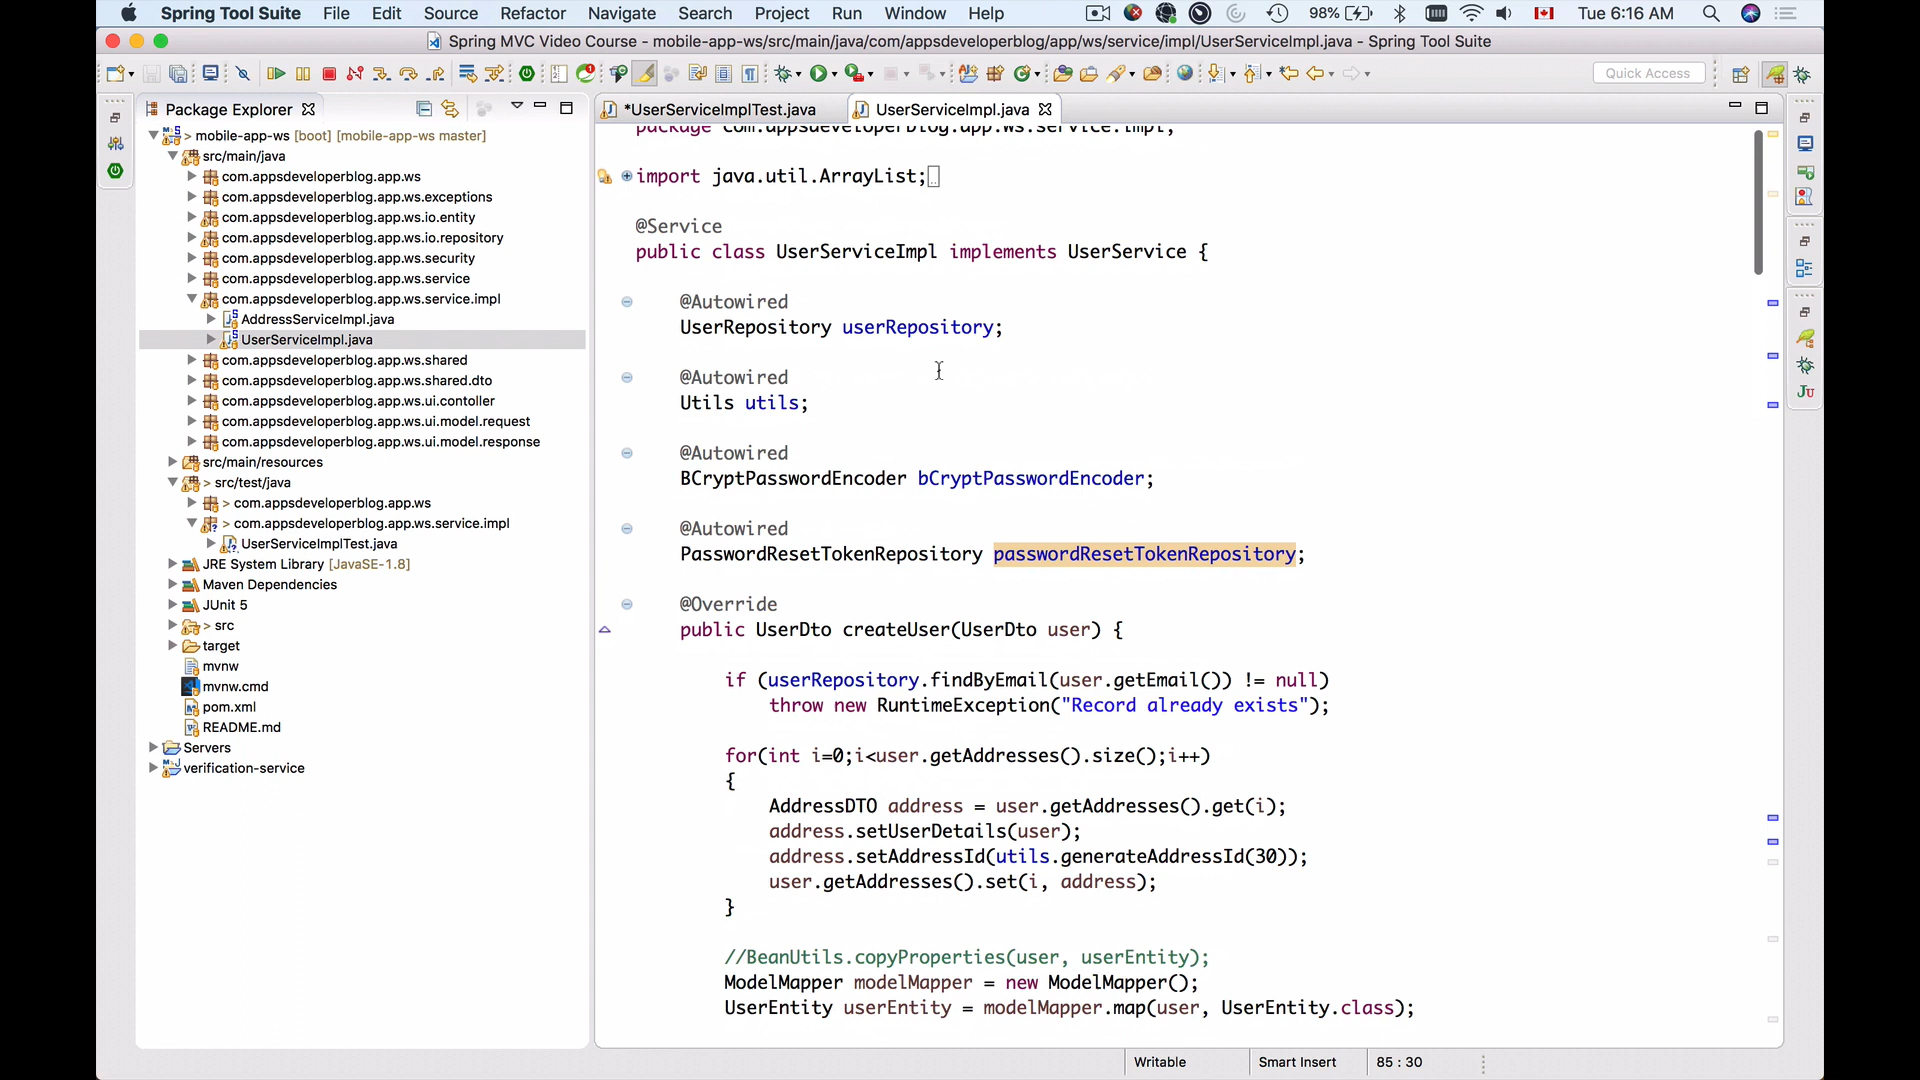 Spring Tool Suite File Edit Source Refactor Navigate Search Project Run Window Help 98% Tue 6:16 AM
Spring MVC Video Course - mobile-app-ws/src/main/java/com/appsdeveloperblog/app/ws/service/impl/UserServiceImpl.java - Spring Tool Suite
Quick Access
Package Explorer
mobile-app-ws [boot] [mobile-app-ws master]
src/main/java
com.appsdeveloperblog.app.ws
com.appsdeveloperblog.app.ws.exceptions
com.appsdeveloperblog.app.ws.io.entity
com.appsdeveloperblog.app.ws.io.repository
com.appsdeveloperblog.app.ws.security
com.appsdeveloperblog.app.ws.service
com.appsdeveloperblog.app.ws.service.impl
AddressServiceImpl.java
UserServiceImpl.java
com.appsdeveloperblog.app.ws.shared
com.appsdeveloperblog.app.ws.shared.dto
com.appsdeveloperblog.app.ws.ui.contoller
com.appsdeveloperblog.app.ws.ui.model.request
com.appsdeveloperblog.app.ws.ui.model.response
src/main/resources
> src/test/java
> com.appsdeveloperblog.app.ws
> com.appsdeveloperblog.app.ws.service.impl
UserServiceImplTest.java
JRE System Library [JavaSE-1.8]
Maven Dependencies
JUnit 5
> src
target
mvnw
mvnw.cmd
pom.xml
README.md
Servers
verification-service
*UserServiceImplTest.java UserServiceImpl.java
package com.appsdeveloperblog.app.ws.service.impl;
import java.util.ArrayList;
@Service
public class UserServiceImpl implements UserService {
@Autowired
UserRepository userRepository;
@Autowired
Utils utils;
@Autowired
BCryptPasswordEncoder bCryptPasswordEncoder;
@Autowired
PasswordResetTokenRepository passwordResetTokenRepository;
@Override
public UserDto createUser(UserDto user) {
if (userRepository.findByEmail(user.getEmail()) != null)
throw new RuntimeException("Record already exists");
for(int i=0;i<user.getAddresses().size();i++)
{
AddressDTO address = user.getAddresses().get(i);
address.setUserDetails(user);
address.setAddressId(utils.generateAddressId(30));
user.getAddresses().set(i, address);
}
//BeanUtils.copyProperties(user, userEntity);
ModelMapper modelMapper = new ModelMapper();
UserEntity userEntity = modelMapper.map(user, UserEntity.class);
Writable Smart Insert 85 : 30